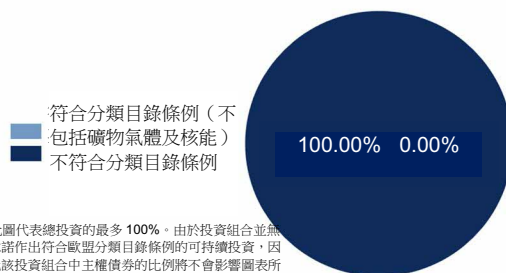 符合分類目錄條例（不
包括礦物氣體及核能）
不符合分類目錄條例
100.00% 0.00%
圖代表總投資的最多 100%。由於投資組合並無
諾作出符合歐盟分類目錄條例的可持續投資，因
該投資組合中主權債券的比例將不會影響圖表所